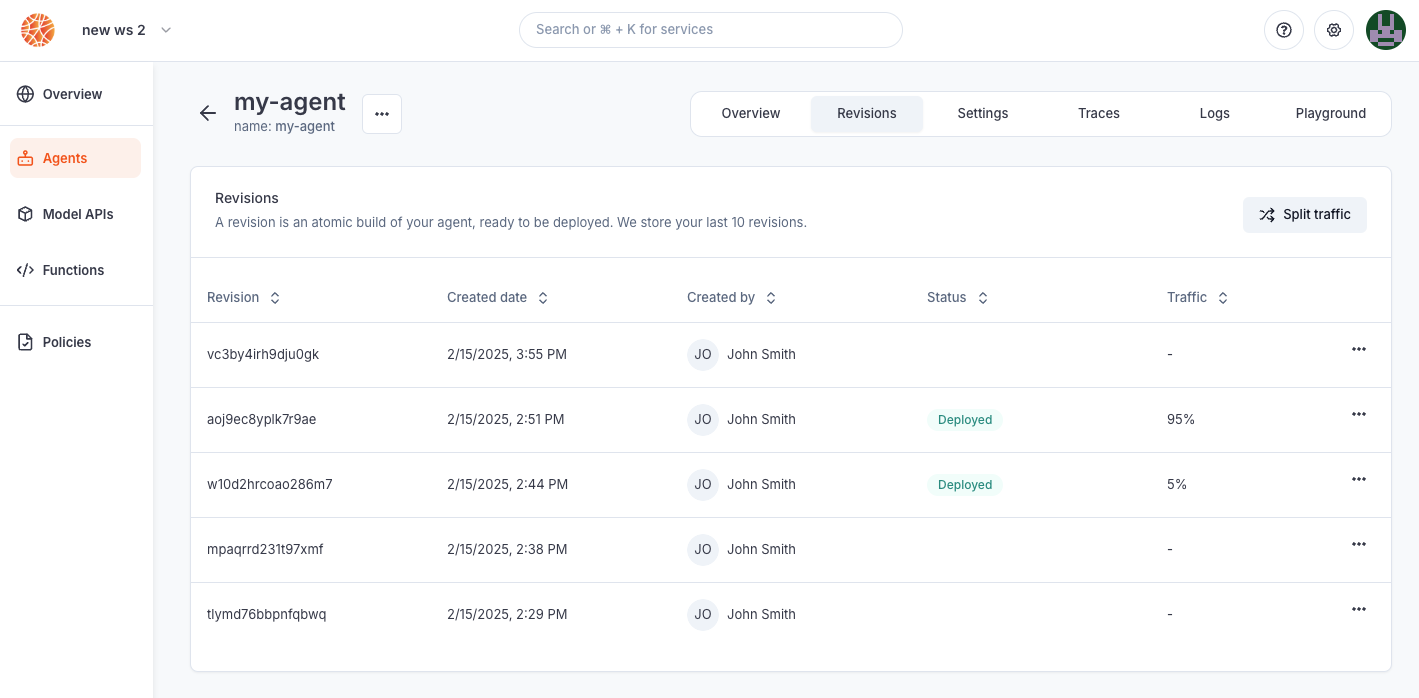 new ws 2
Search or ⌘ + K for services
Overview
Agents
Model APIs
Functions
Policies
my-agent
name: my-agent
Overview Revisions Settings Traces Logs Playground
Revisions
A revision is an atomic build of your agent, ready to be deployed. We store your last 10 revisions.
Split traffic
Revision Created date Created by Status Traffic
vc3by4irh9dju0gk 2/15/2025, 3:55 PM JO John Smith -
aoj9ec8yplk7r9ae 2/15/2025, 2:51 PM JO John Smith Deployed 95%
w10d2hrcoao286m7 2/15/2025, 2:44 PM JO John Smith Deployed 5%
mpaqrrd231t97xmf 2/15/2025, 2:38 PM JO John Smith -
tlymd76bbpnfqbwq 2/15/2025, 2:29 PM JO John Smith -